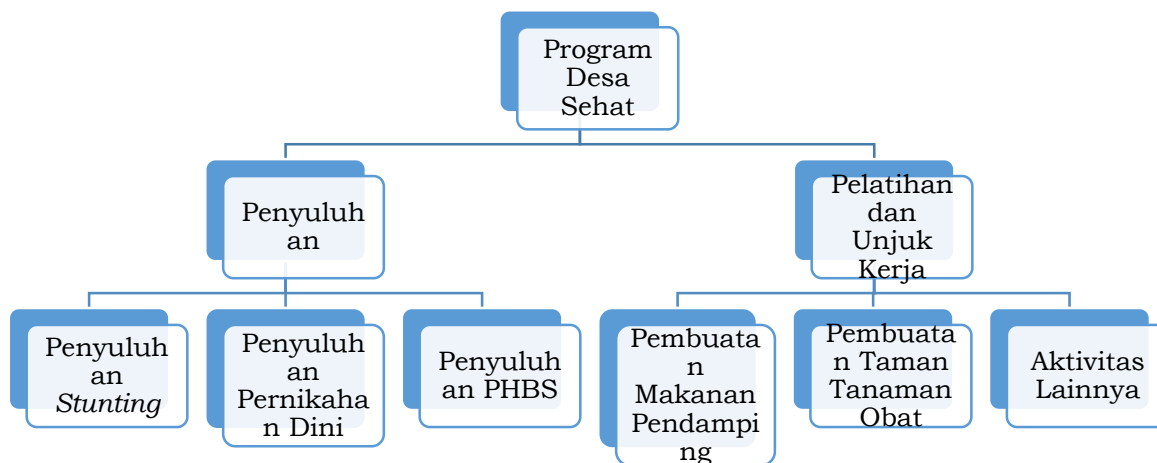 Program
Desa
Sehat
Penyuluh
an
Pelatihan
dan
Unjuk
Kerja
Penyuluh
an
Stunting
Penyuluh
an
Pernikaha
n Dini
Penyuluh
an PHBS
Pembuata
n
Makanan
Pendampi
ng
Pembuata
n Taman
Tanaman
Obat
Aktivitas
Lainnya